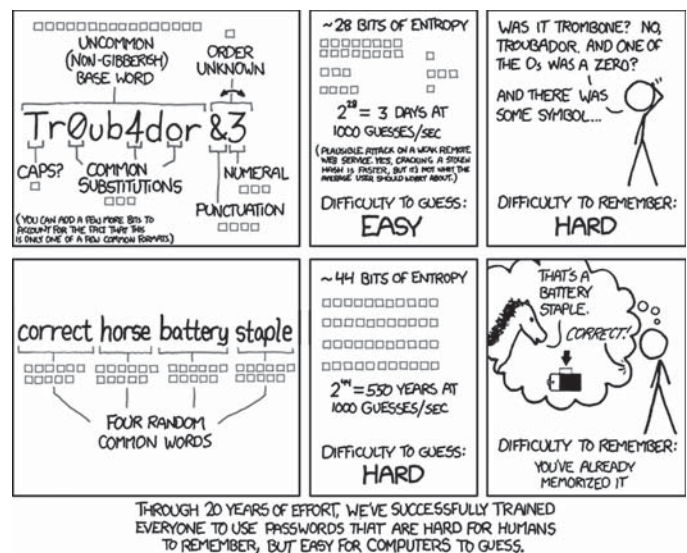 UNCOMMON
(NON-GIBBERISH)
BASE WORD
ORDER
UNKNOWN
Tr0ub4dor &3
CAPS?
COMMON
SUBSTITUTIONS
NUMERAL
PUNCTUATION
(YOU CAN ADD A FEW MORE BITS TO
ACCOUNT FOR THE FACT THAT THIS
IS ONLY ONE OF A FEW COMMON FORMATS.)
~28 BITS OF ENTROPY
2^28 = 3 DAYS AT
1000 GUESSES/SEC
(PLAUSIBLE ATTACK ON A WEAK REMOTE
WEB SERVICE. YES, CRACKING A STOLEN
HASH IS FASTER, BUT IT'S NOT WHAT THE
AVERAGE USER SHOULD WORRY ABOUT.)
DIFFICULTY TO GUESS:
EASY
WAS IT TROMBONE? NO,
TROUBADOR. AND ONE OF
THE Os WAS A ZERO?
AND THERE WAS
SOME SYMBOL...
DIFFICULTY TO REMEMBER:
HARD
correct horse battery staple
FOUR RANDOM
COMMON WORDS
~44 BITS OF ENTROPY
2^44 = 550 YEARS AT
1000 GUESSES/SEC
DIFFICULTY TO GUESS:
HARD
THAT'S A
BATTERY
STAPLE.
CORRECT!
DIFFICULTY TO REMEMBER:
YOU'VE ALREADY
MEMORIZED IT
THROUGH 20 YEARS OF EFFORT, WE'VE SUCCESSFULLY TRAINED
EVERYONE TO USE PASSWORDS THAT ARE HARD FOR HUMANS
TO REMEMBER, BUT EASY FOR COMPUTERS TO GUESS.